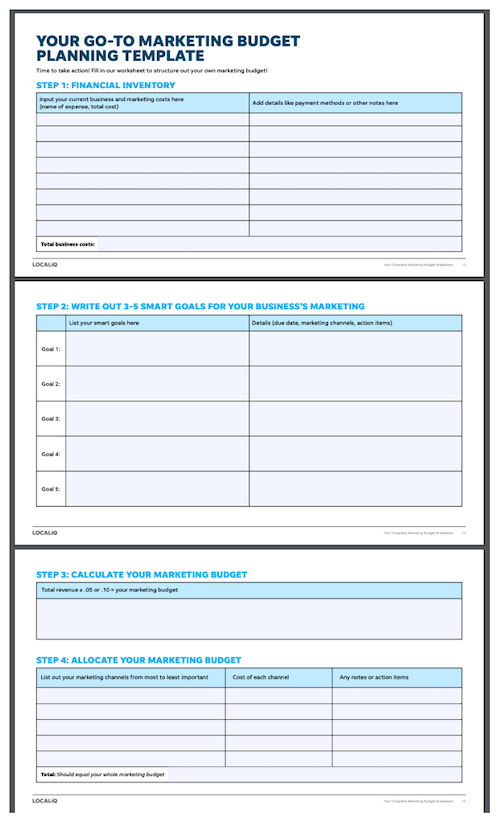 YOUR GO-TO MARKETING BUDGET
PLANNING TEMPLATE
Time to take action! Fill in our worksheet to structure out your own marketing budget!
STEP 1: FINANCIAL INVENTORY
Input your current business and marketing costs here
(name of expense, total cost)
Add details like payment methods or other notes here
Total business costs:
LOCALiQ
Your Complete Marketing Budget Breakdown
STEP 2: WRITE OUT 3-5 SMART GOALS FOR YOUR BUSINESS'S MARKETING
List your smart goals here
Details (due date, marketing channels, action items)
Goal 1:
Goal 2:
Goal 3:
Goal 4:
Goal 5:
LOCALiQ
Your Complete Marketing Budget Breakdown
STEP 3: CALCULATE YOUR MARKETING BUDGET
Total revenue x .05 or .10 = your marketing budget
STEP 4: ALLOCATE YOUR MARKETING BUDGET
List out your marketing channels from most to least important
Cost of each channel
Any notes or action items
Total: Should equal your whole marketing budget
LOCALiQ
Your Complete Marketing Budget Breakdown